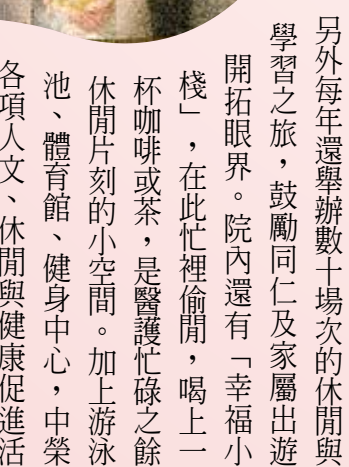 另外每年還舉辦數十場次的休閒與
學習之旅，鼓勵同仁及家屬出遊
開拓眼界。院內還有「幸福小
棧」，在此忙裡偷閒，喝上一
杯咖啡或茶，是醫護忙碌之餘
休閒片刻的小空間。加上游泳
池、體育館、健身中心，中榮
各項人文、休閒與健康促進活